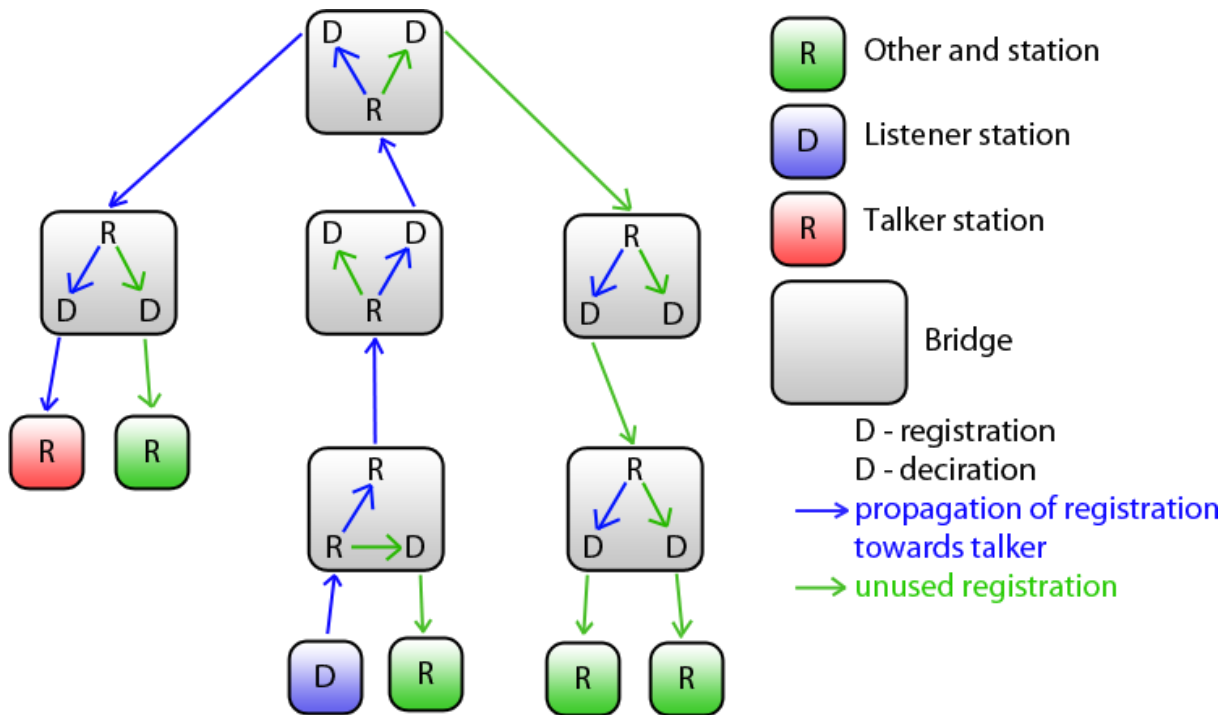 D D
R
R
D D
D D
R
R
D D
R R
R
R D
R
D D
D R
R R
R Other and station
D Listener station
R Talker station
Bridge
D - registration
D - deciration
propagation of registration
towards talker
unused registration